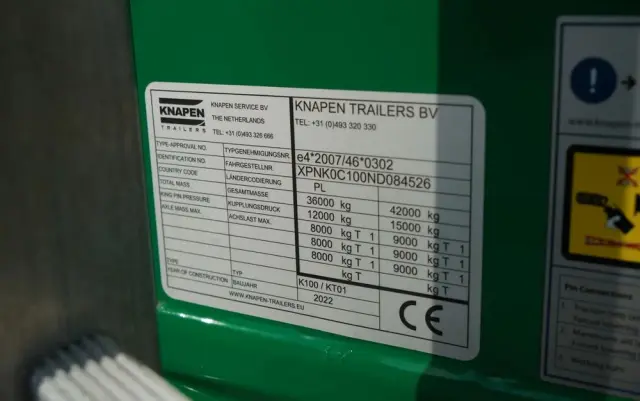 KNAPEN
TRAILERS
KNAPEN SERVICE BV
THE NETHERLANDS
TEL: +31 (0)493 328 666
KNAPEN TRAILERS BV
TEL: +31 (0)493 320 330
TYPE-APPROVAL NO. TYPGENEHMIGUNGSNR. e4*2007/46*0302
IDENTIFICATION NO. FAHRGESTELLNR. XPNK0C100ND084526
COUNTRY CODE LÄNDERCODIERUNG PL
TOTAL MASS GESAMTMASSE 36000 kg 42000 kg
KING PIN PRESSURE KUPPLUNGSDRUCK 12000 kg 15000 kg
AXLE MASS MAX. ACHSLAST MAX. 8000 kg T 1 9000 kg T 1
8000 kg T 1 9000 kg T 1
8000 kg T 1 9000 kg T 1
kg T kg T
TYPE TYP K100 / KT01
YEAR OF CONSTRUCTION BAUJAHR 2022
WWW.KNAPEN-TRAILERS.EU
CE
Pin Connections